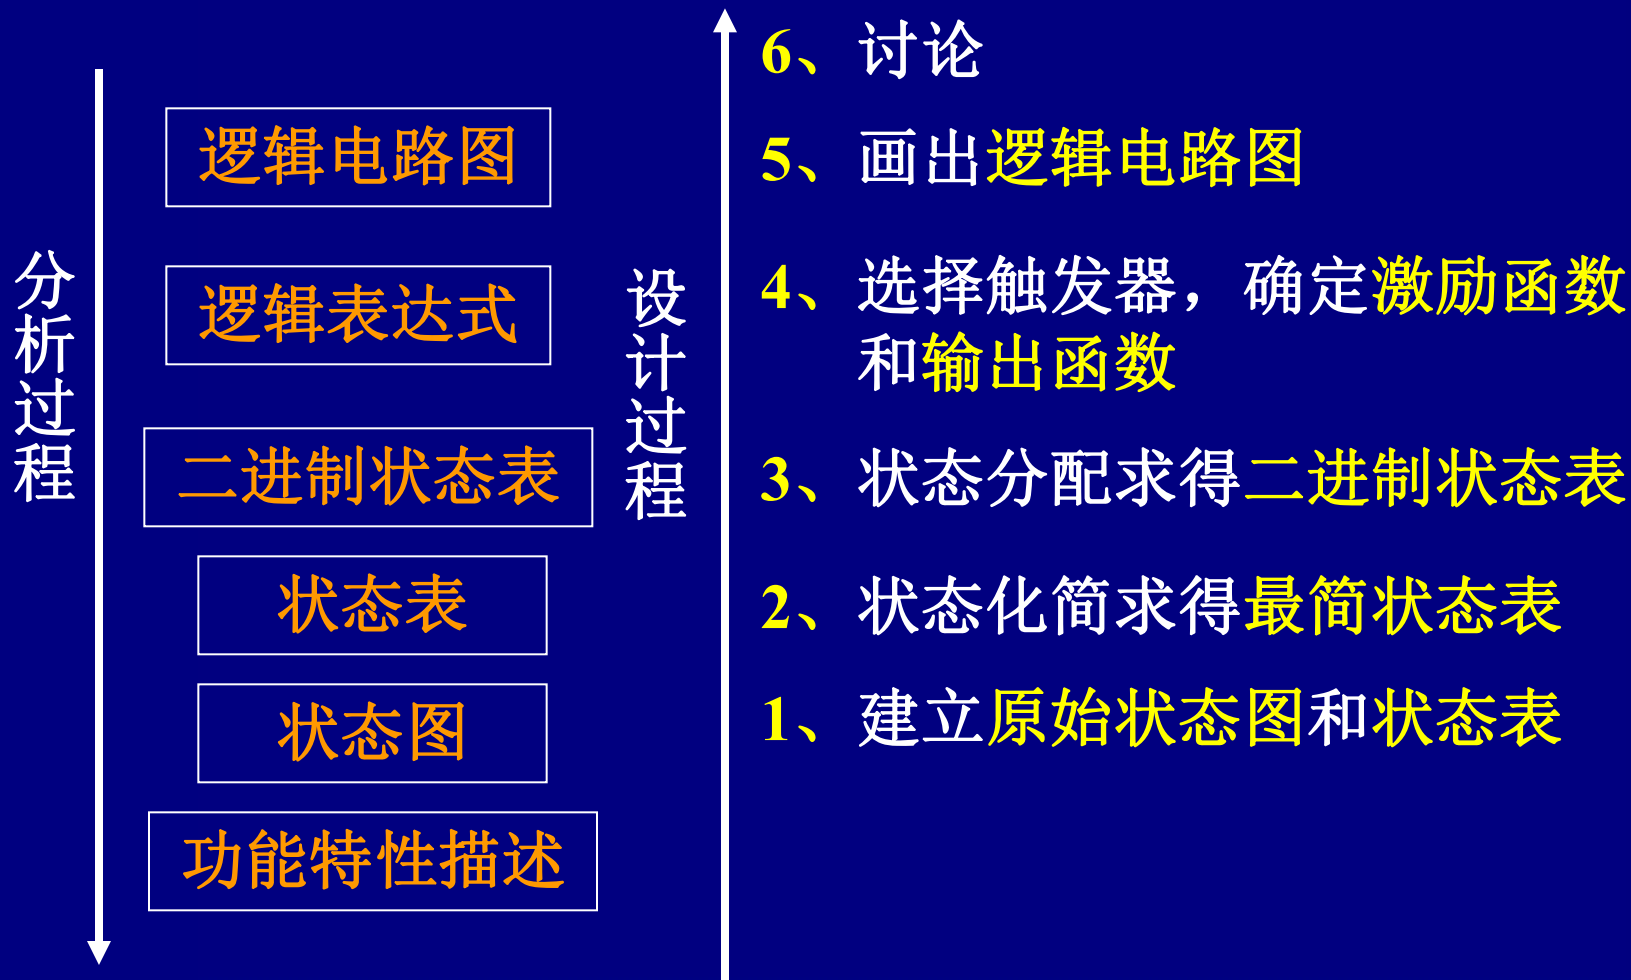 分析过程
逻辑电路图
逻辑表达式
二进制状态表
状态表
状态图
功能特性描述
设计过程
6、讨论
5、画出逻辑电路图
4、选择触发器，确定激励函数
和输出函数
3、状态分配求得二进制状态表
2、状态化简求得最简状态表
1、建立原始状态图和状态表